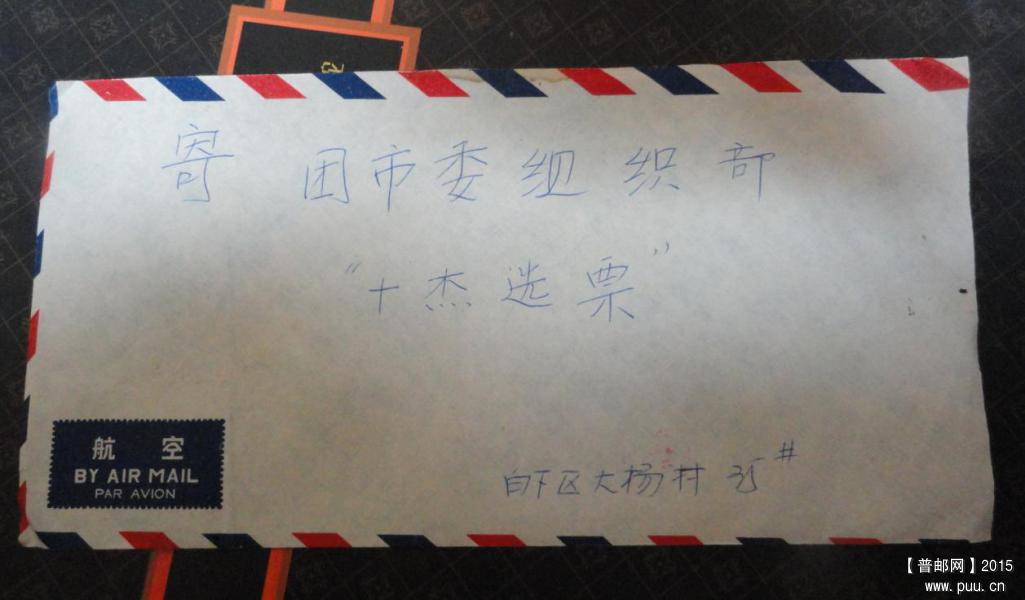 寄 团市委组织部
“十杰选票”
白下区大杨村 35#
航 空
BY AIR MAIL
PAR AVION
【普邮网】2015
www.puu.cn